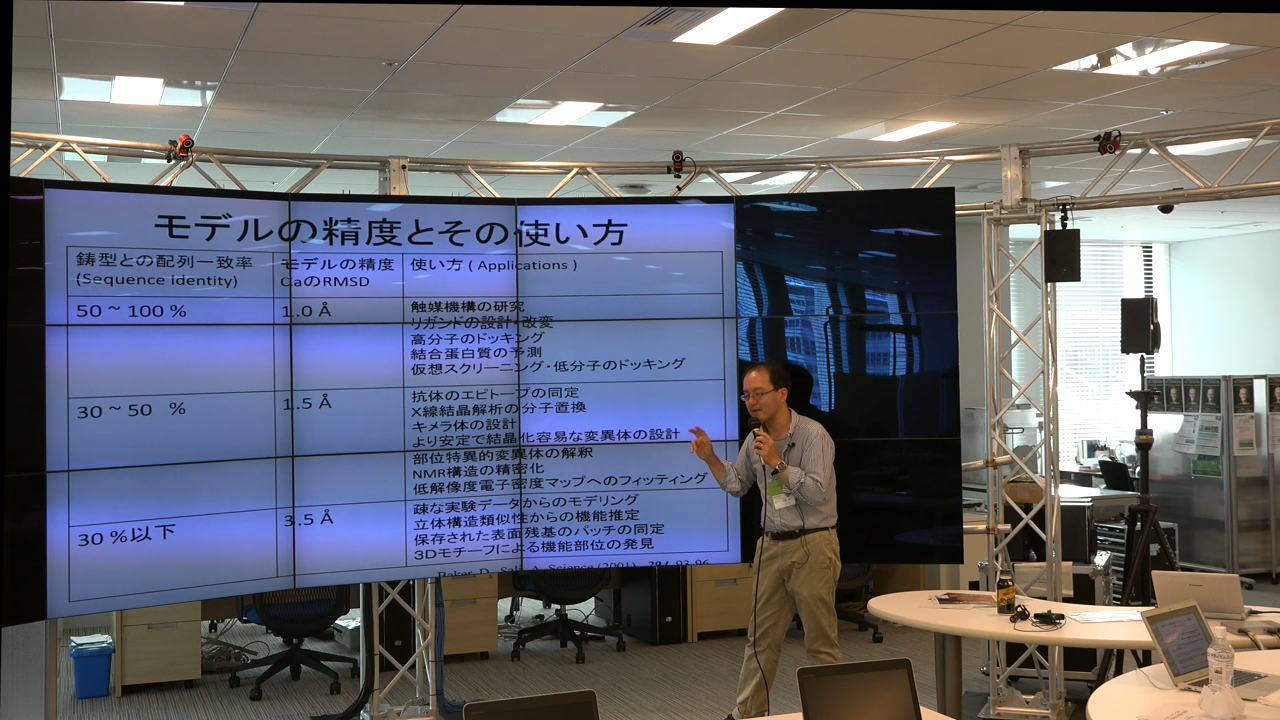 モデルの精度とその使い方
鋳型との配列一致率 モデルの精度 使い方 ( Applications )
(Sequence identity) CαのRMSD
50 ~ 100 % 1.0 Å 触媒機構の研究
リガンドの設計・改変
高分子のドッキング
結合蛋白質の予測
仮想スクリーニング・低分子のドッキング
30 ~ 50 % 1.5 Å 抗体のエピトープの同定
X線結晶解析の分子置換
キメラ体の設計
より安定で結晶化容易な変異体の設計
部位特異的変異体の解釈
NMR構造の精密化
低解像度電子密度マップへのフィッティング
30 %以下 3.5 Å 疎な実験データからのモデリング
立体構造類似性からの機能推定
保存された表面残基のパッチの同定
3Dモチーフによる機能部位の発見
Baker, D., Sali, A. Science (2001), 294, 93-96